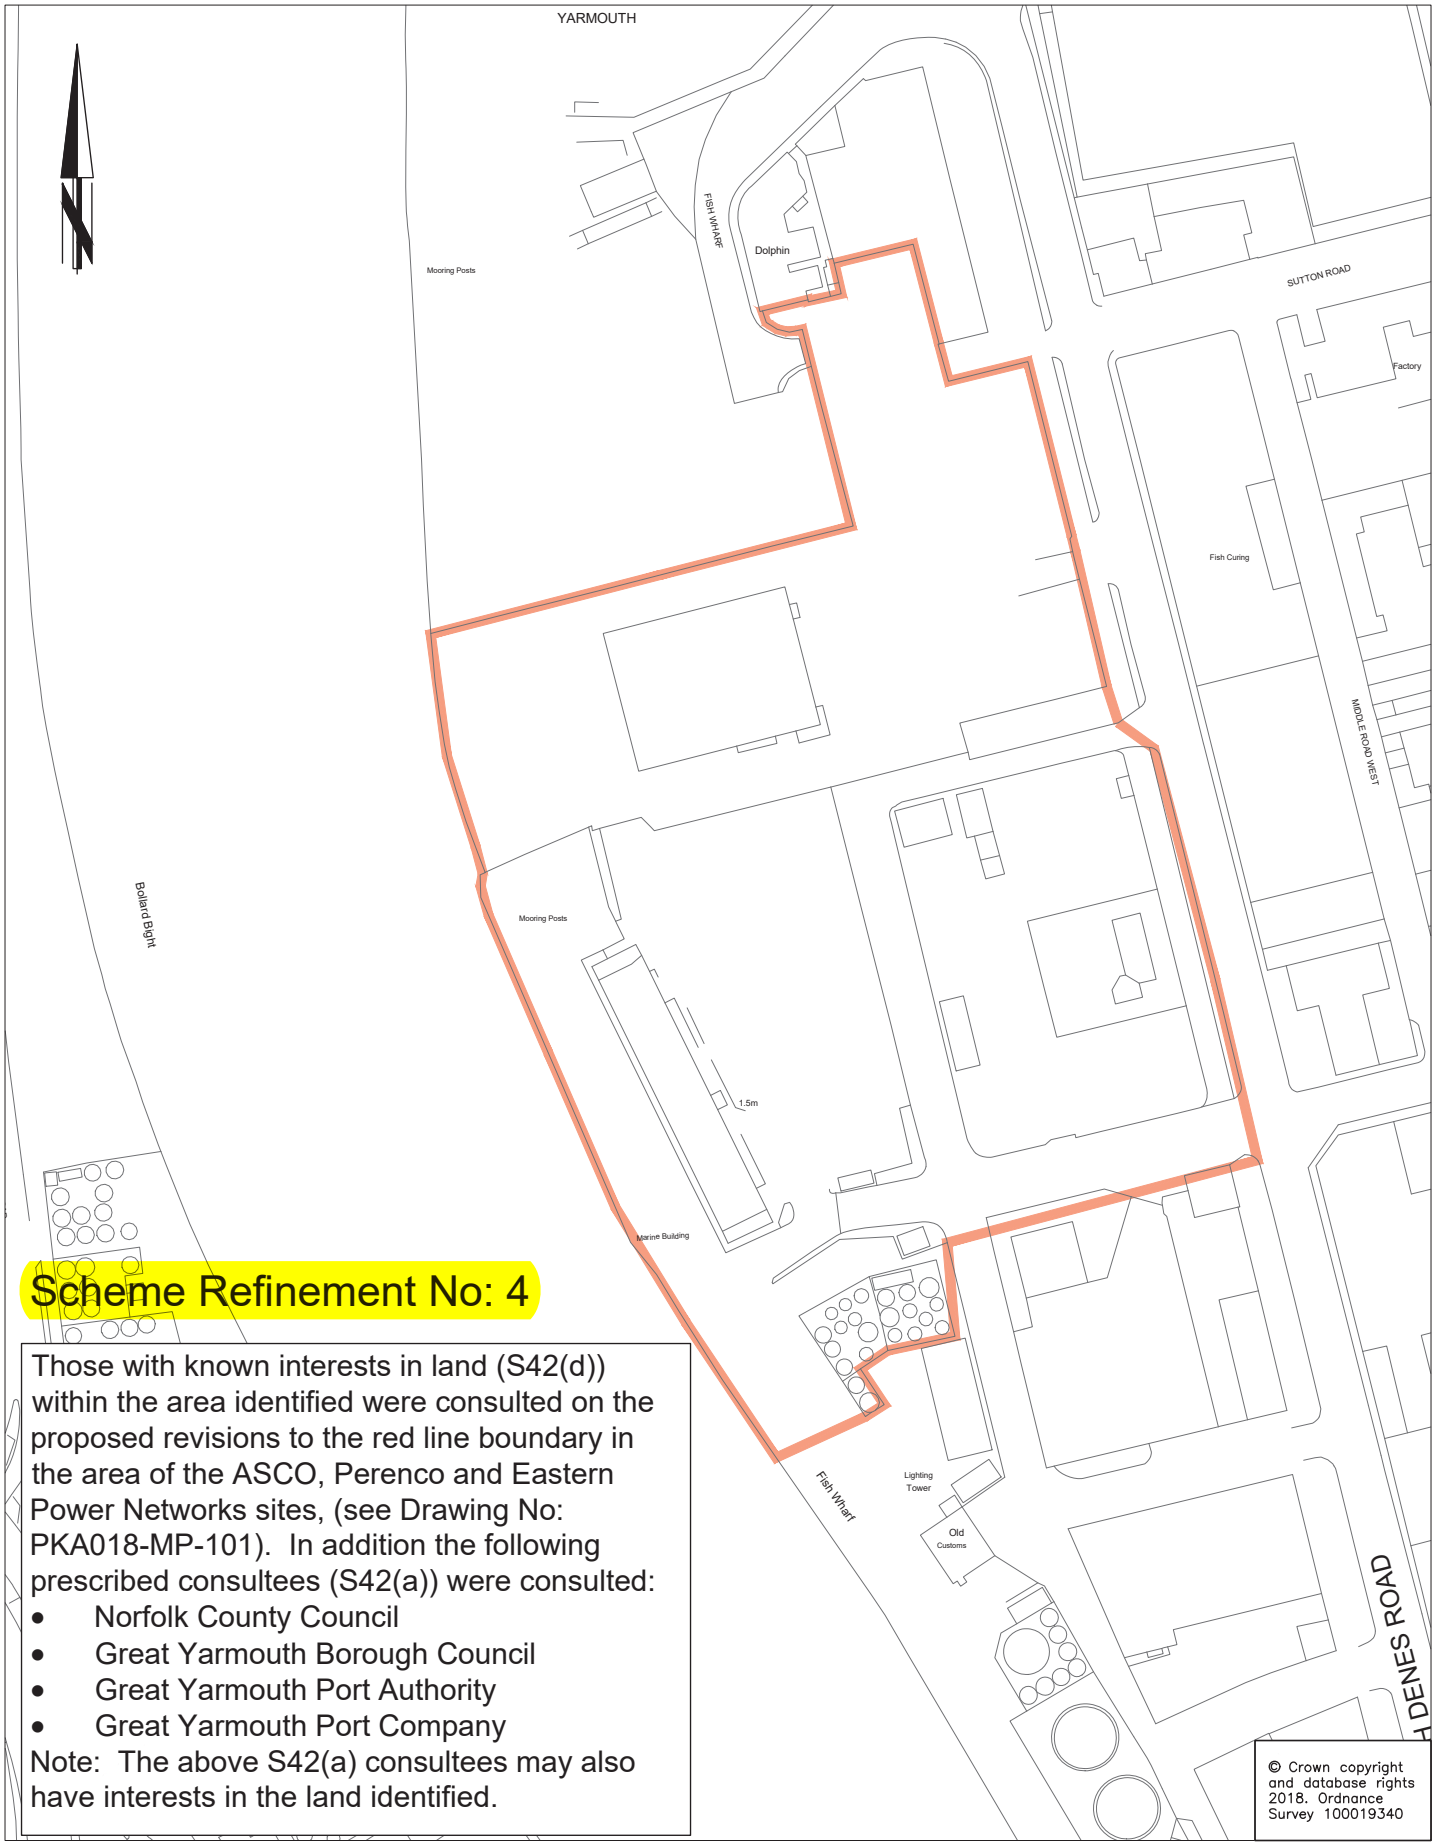 YARMOUTH
FISH WHARF
Dolphin
Mooring Posts
SUTTON ROAD
Factory
Fish Curing
MIDDLE ROAD WEST
Bollard Bight
Mooring Posts
1.5m
Marine Building
Scheme Refinement No: 4
Those with known interests in land (S42(d))
within the area identified were consulted on the
proposed revisions to the red line boundary in
the area of the ASCO, Perenco and Eastern
Power Networks sites, (see Drawing No:
PKA018-MP-101).  In addition the following
prescribed consultees (S42(a)) were consulted:
• Norfolk County Council
• Great Yarmouth Borough Council
• Great Yarmouth Port Authority
• Great Yarmouth Port Company
Note:  The above S42(a) consultees may also
have interests in the land identified.
Fish Wharf
Lighting
Tower
Old
Customs
H DENES ROAD
© Crown copyright
and database rights
2018. Ordnance
Survey 100019340